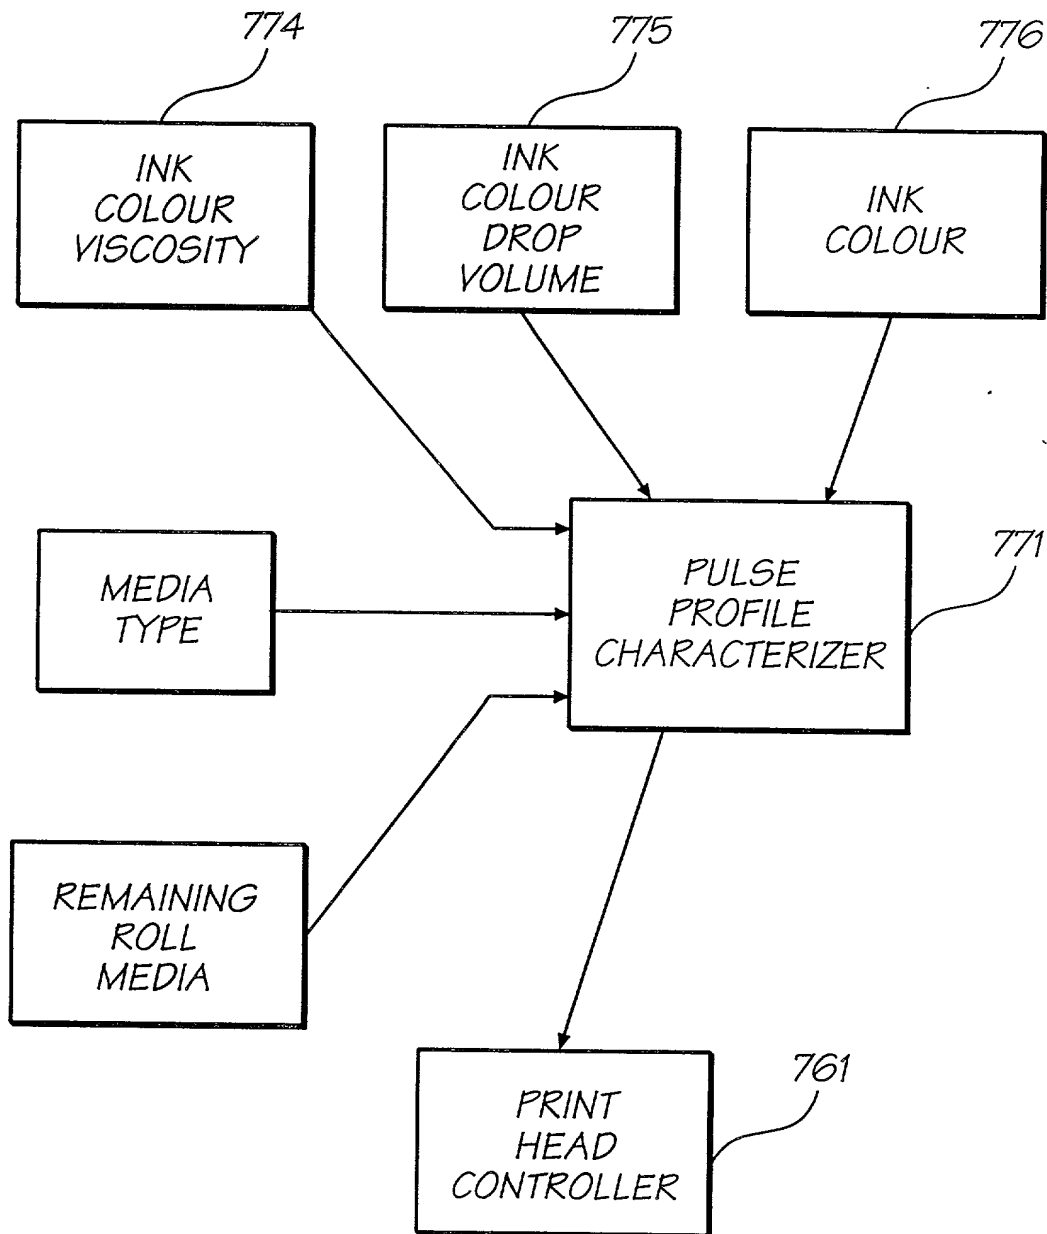 774
775
776
INK
COLOUR
VISCOSITY
INK
COLOUR
DROP
VOLUME
INK
COLOUR
771
MEDIA
TYPE
PULSE
PROFILE
CHARACTERIZER
REMAINING
ROLL
MEDIA
761
PRINT
HEAD
CONTROLLER